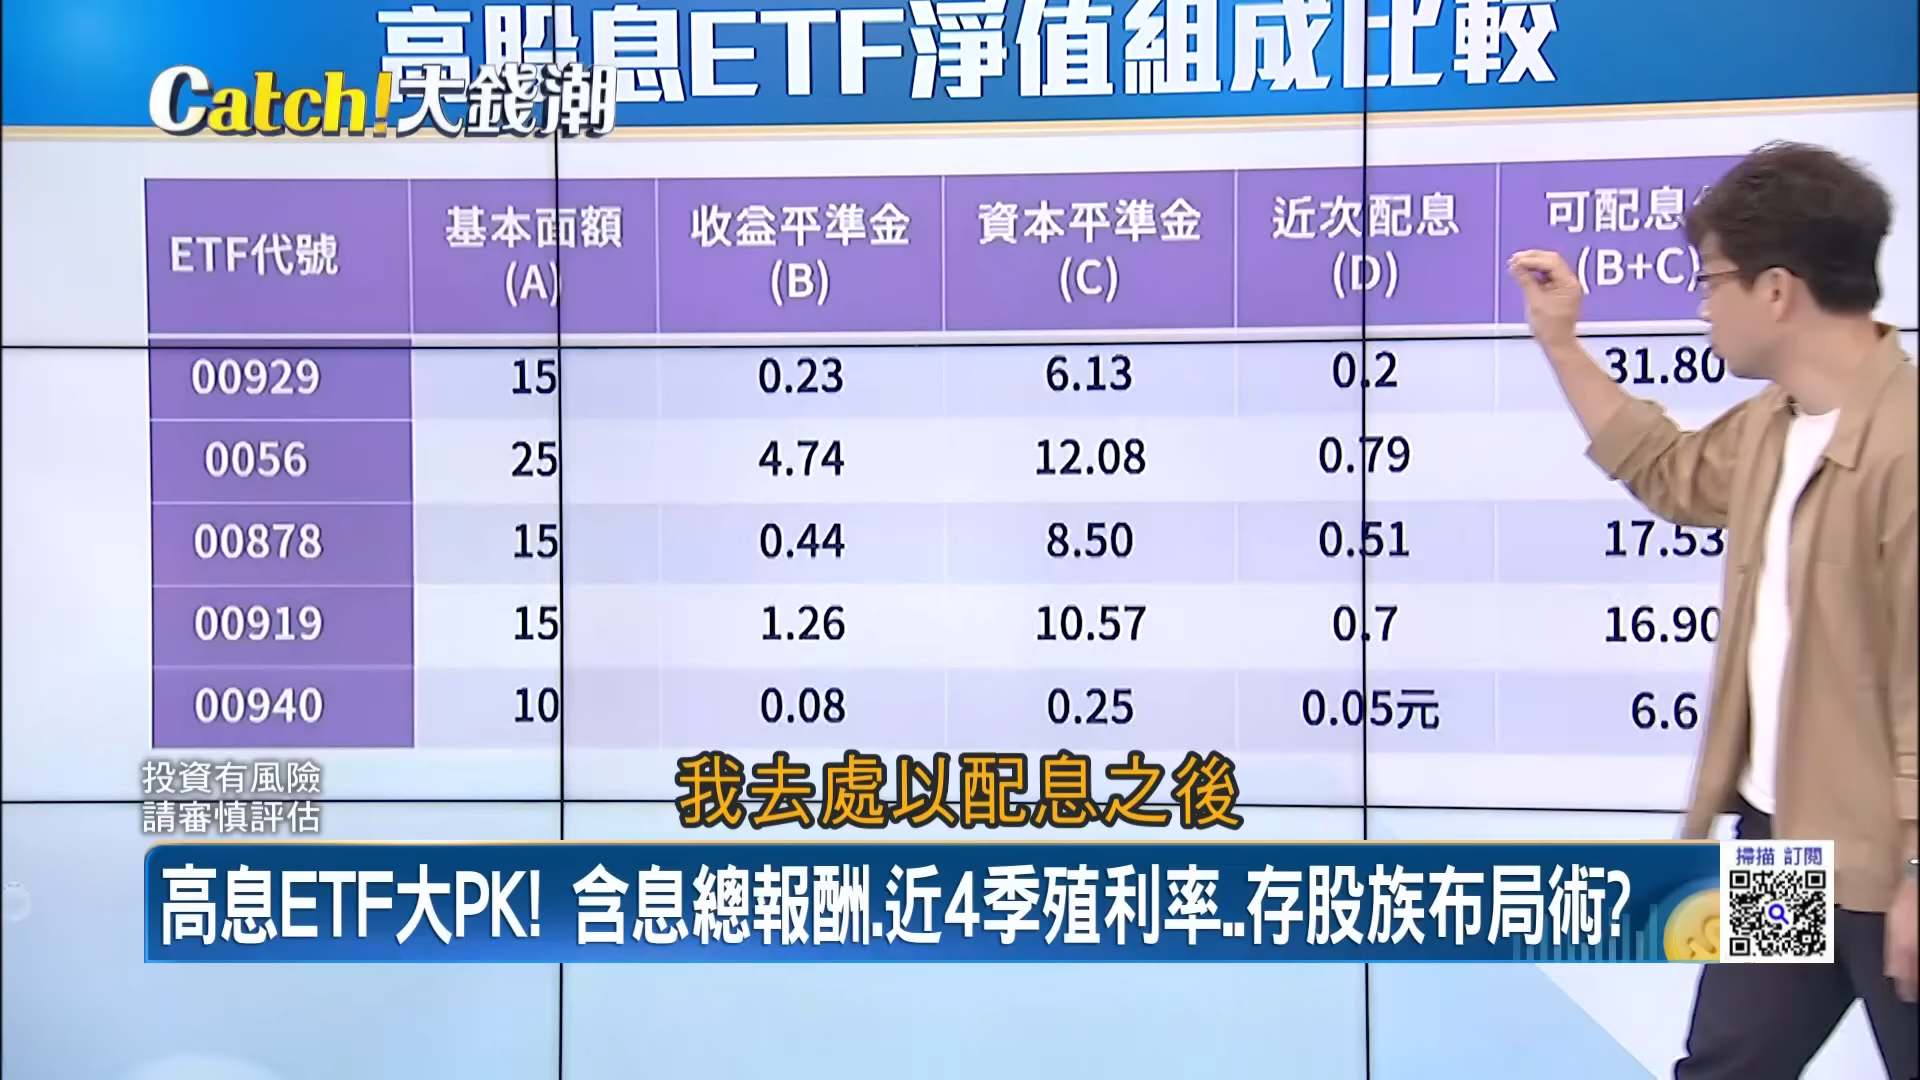 高股息ETF淨值組成比較
Catch!大錢潮
ETF代號 基本面額(A) 收益平準金(B) 資本平準金(C) 近次配息(D) 可配息 (B+C)
00929 15 0.23 6.13 0.2 31.80
0056 25 4.74 12.08 0.79
00878 15 0.44 8.50 0.51 17.53
00919 15 1.26 10.57 0.7 16.90
00940 10 0.08 0.25 0.05元 6.6
投資有風險
請審慎評估
我去處以配息之後
高息ETF大PK! 含息總報酬.近4季殖利率..存股族布局術?
掃描 訂閱